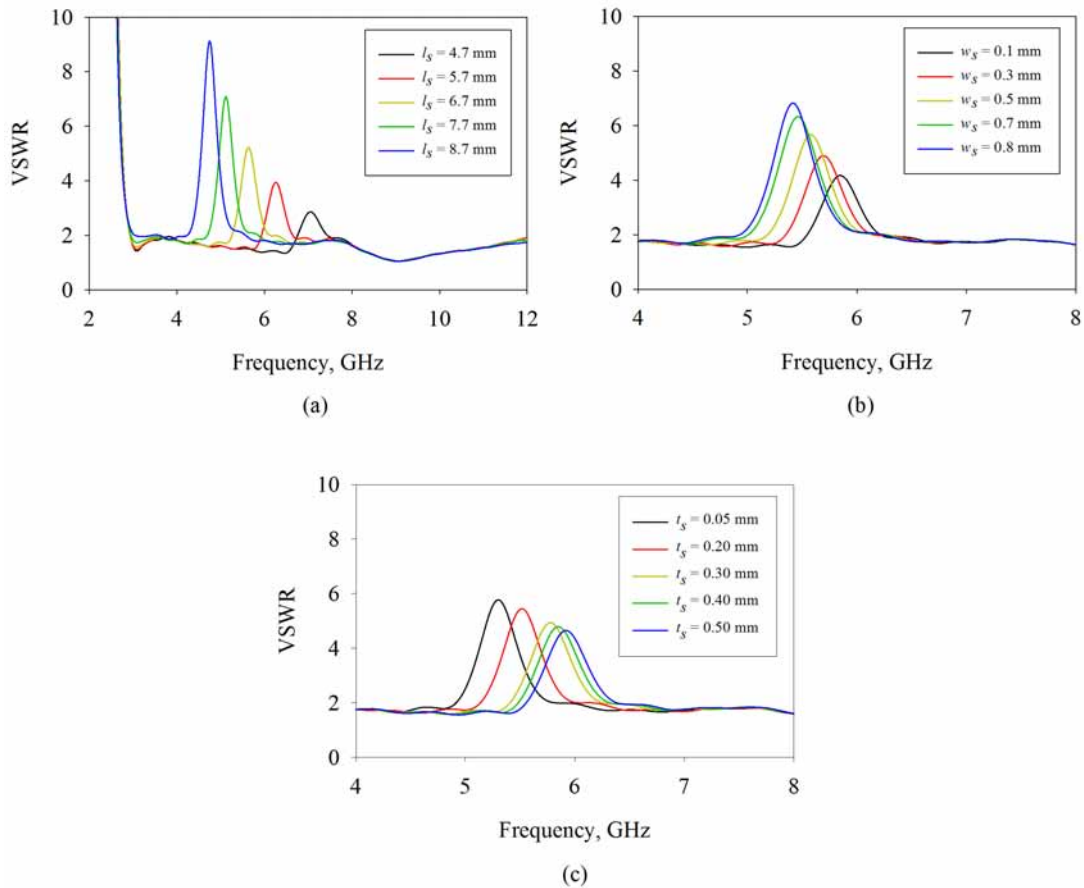 10
8
6
4
2
0
VSWR
lS = 4.7 mm
lS = 5.7 mm
lS = 6.7 mm
lS = 7.7 mm
lS = 8.7 mm
2 4 6 8 10 12
Frequency, GHz
(a)
10
8
6
4
2
0
VSWR
wS = 0.1 mm
wS = 0.3 mm
wS = 0.5 mm
wS = 0.7 mm
wS = 0.8 mm
4 5 6 7 8
Frequency, GHz
(b)
10
8
6
4
2
0
VSWR
tS = 0.05 mm
tS = 0.20 mm
tS = 0.30 mm
tS = 0.40 mm
tS = 0.50 mm
4 5 6 7 8
Frequency, GHz
(c)